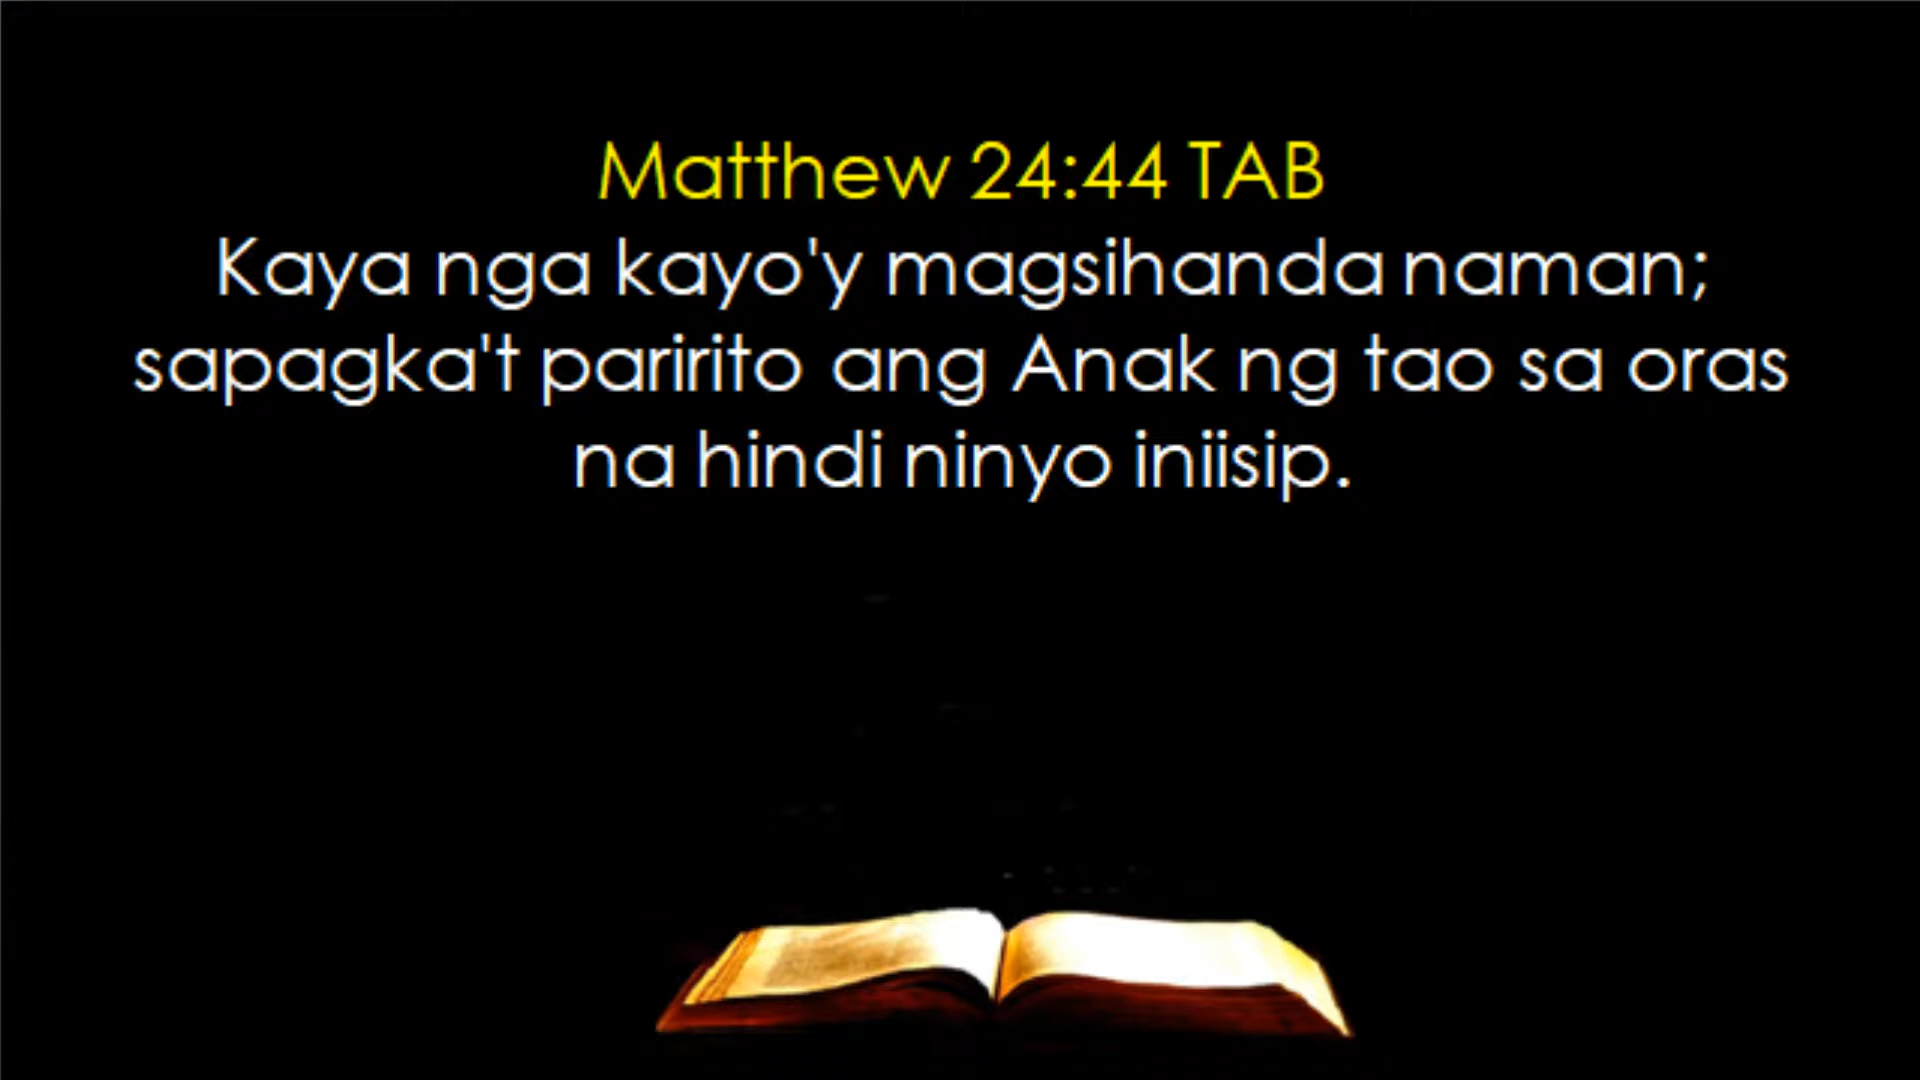 Matthew 24:44 TAB
Kaya nga kayo'y magsihanda naman;
sapagka't paririto ang Anak ng tao sa oras
na hindi ninyo iniisip.